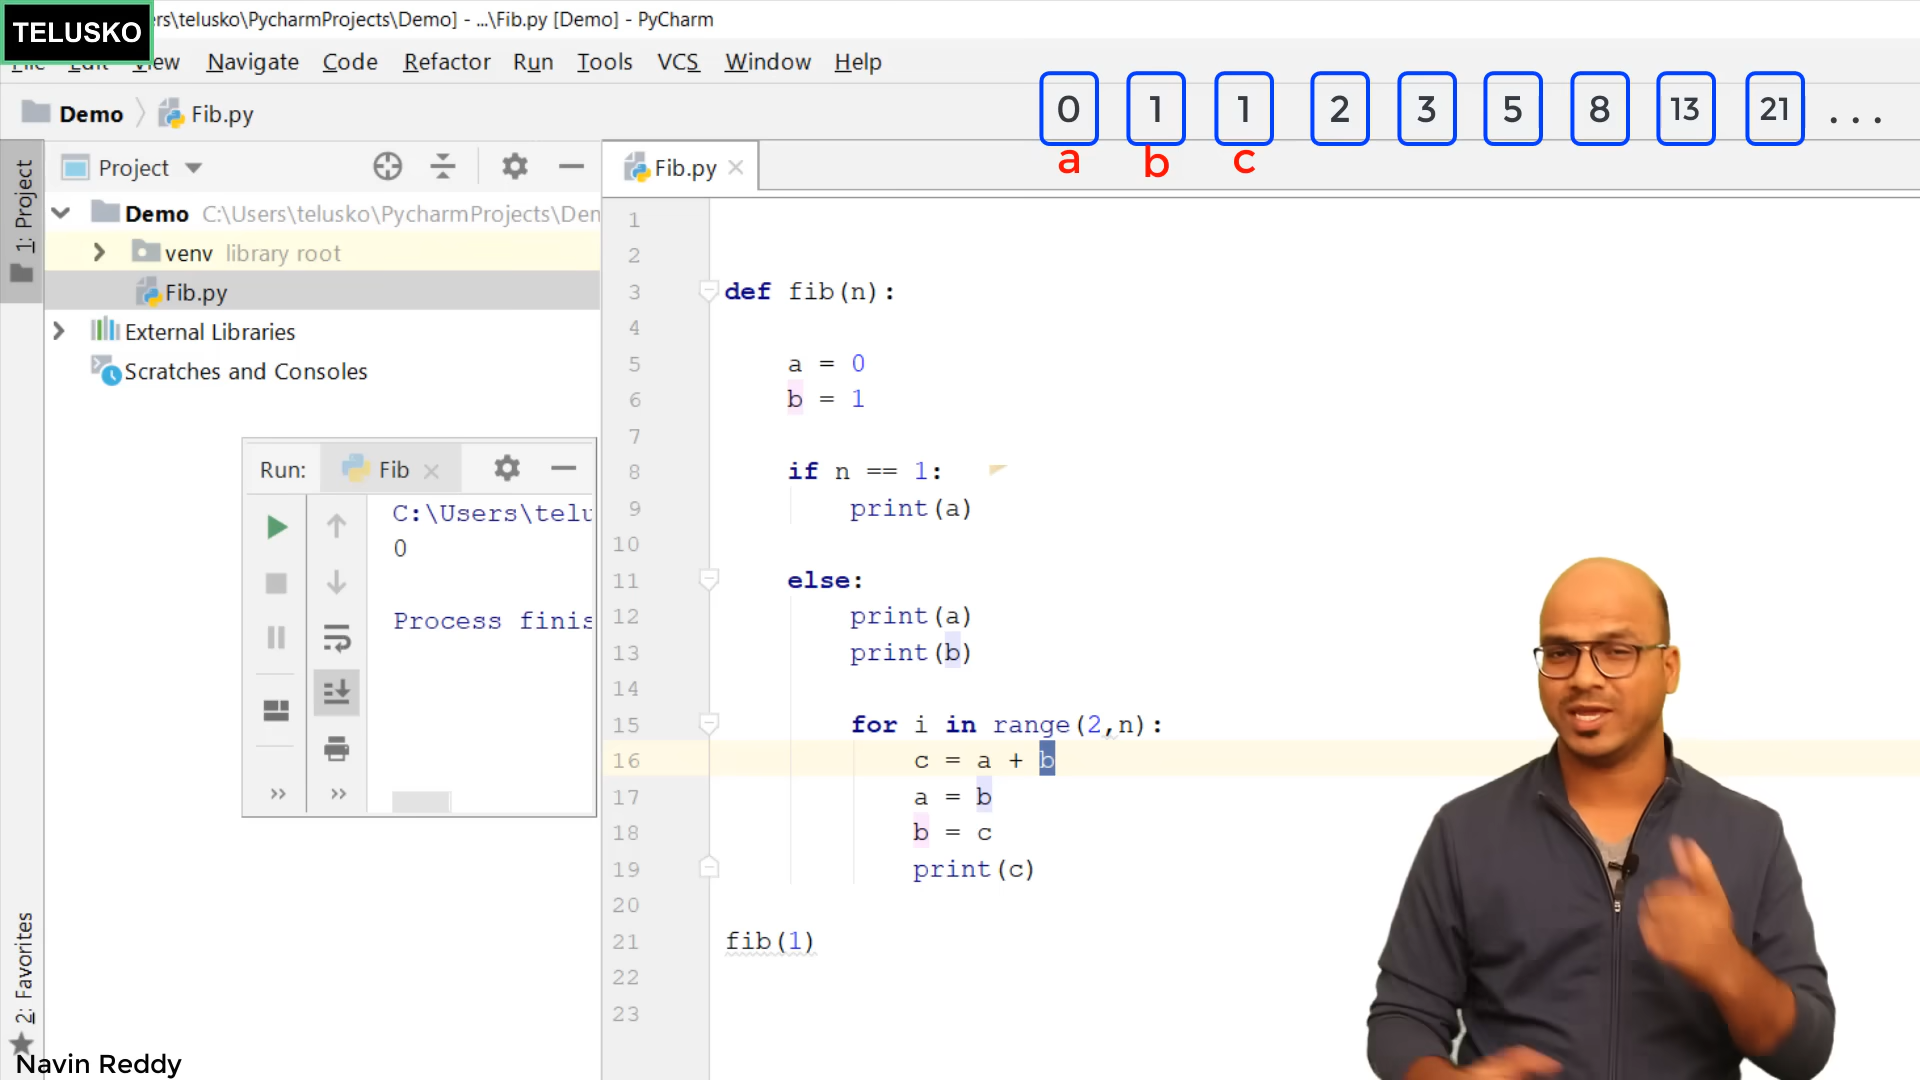 TELUSKO
rs\telusko\PycharmProjects\Demo] - ...\Fib.py [Demo] - PyCharm
File Edit View Navigate Code Refactor Run Tools VCS Window Help
0 1 1 2 3 5 8 13 21 ...
a b c
Demo Fib.py
1: Project
Project
Fib.py
Demo C:\Users\telusko\PycharmProjects\Den
venv library root
Fib.py
External Libraries
Scratches and Consoles
Run: Fib
C:\Users\telu
0
Process finis
1
2
3 def fib(n):
4
5 a = 0
6 b = 1
7
8 if n == 1:
9 print(a)
10
11 else:
12 print(a)
13 print(b)
14
15 for i in range(2,n):
16 c = a + b
17 a = b
18 b = c
19 print(c)
20
21 fib(1)
22
23
2: Favorites
Navin Reddy